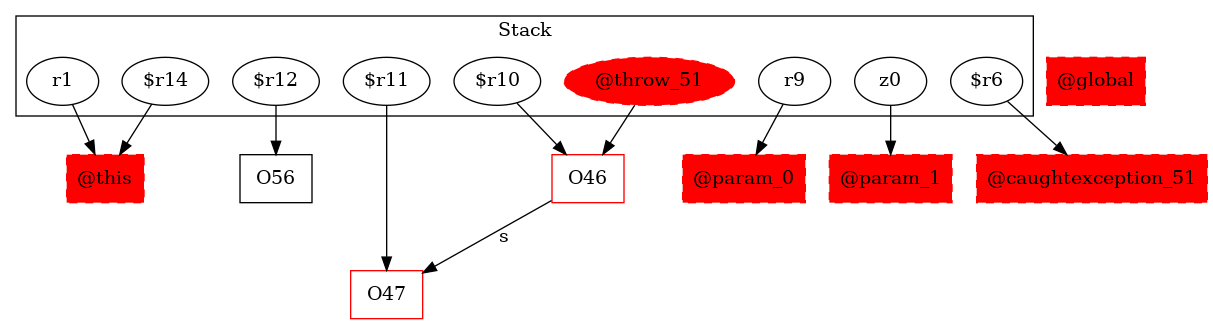 Stack
r1
$r14
$r12
$r11
$r10
@throw_51
r9
z0
$r6
@global
@this
O56
O46
@param_0
@param_1
@caughtexception_51
s
O47